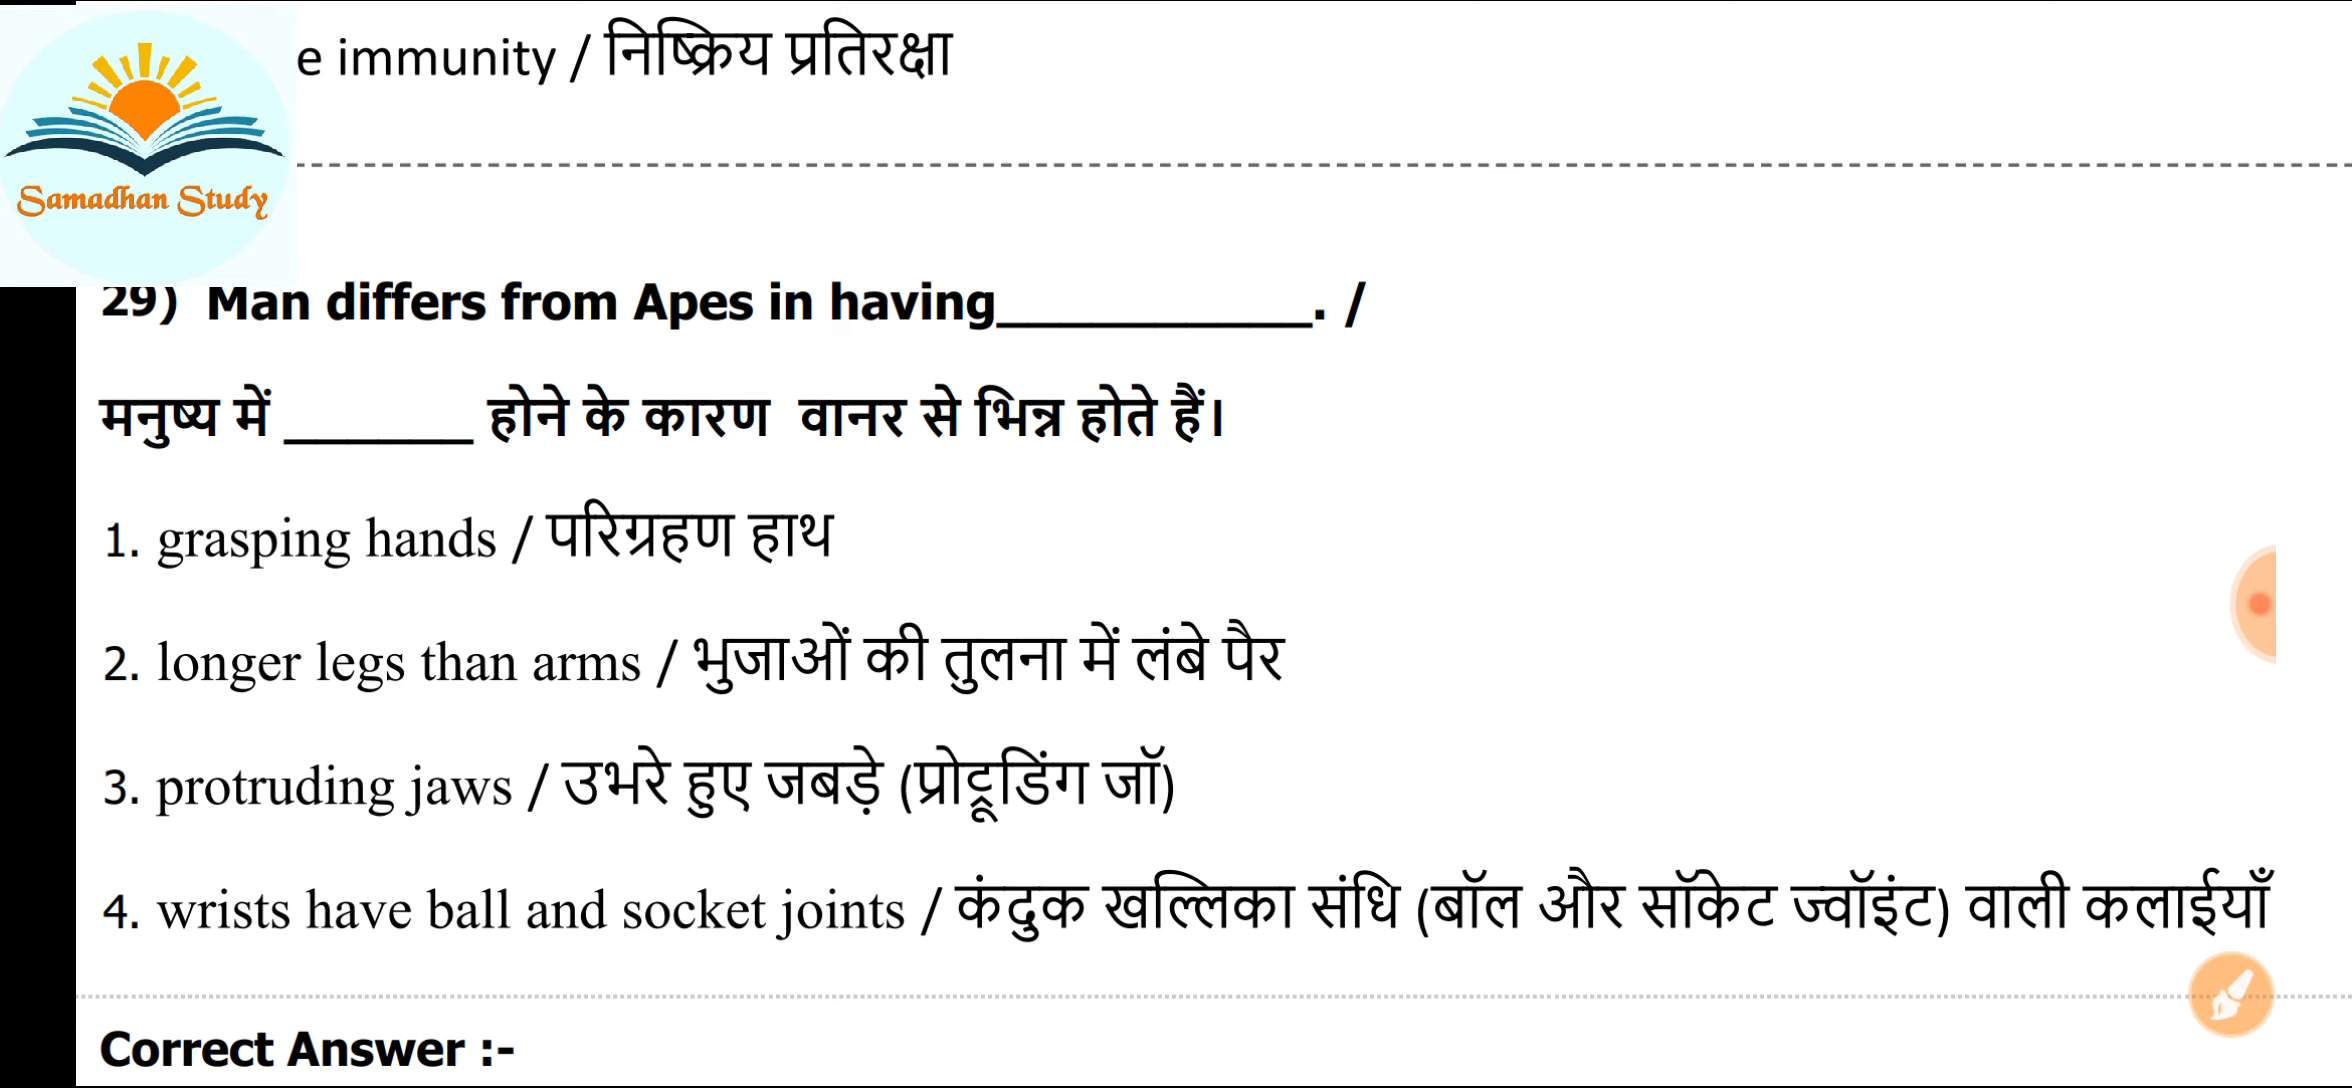 e immunity / निष्क्रिय प्रतिरक्षा
Samadhan Study
29) Man differs from Apes in having__________. /
मनुष्य में ______ होने के कारण वानर से भिन्न होते हैं।
1. grasping hands / परिग्रहण हाथ
2. longer legs than arms / भुजाओं की तुलना में लंबे पैर
3. protruding jaws / उभरे हुए जबड़े (प्रोट्रूडिंग जॉ)
4. wrists have ball and socket joints / कंदुक खल्लिका संधि (बॉल और सॉकेट ज्वॉइंट) वाली कलाईयाँ
Correct Answer :-